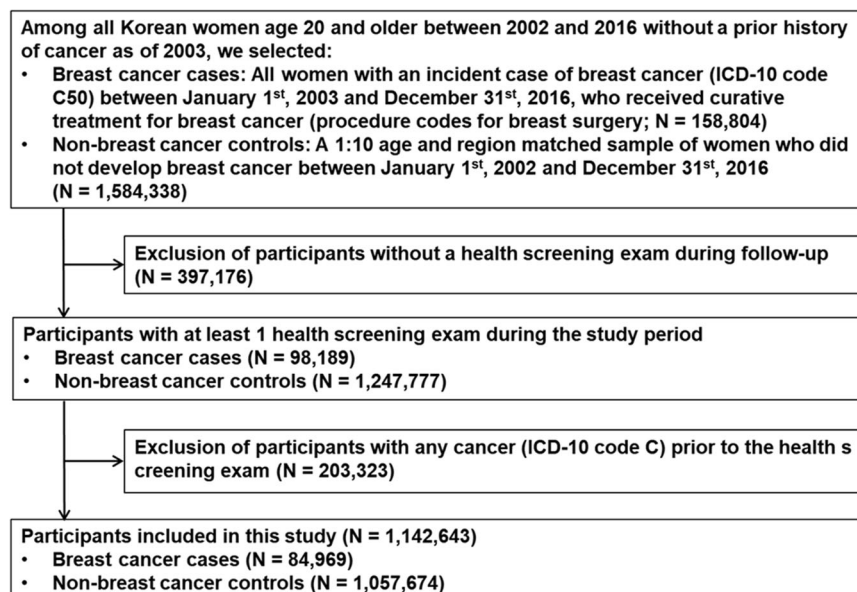 Among all Korean women age 20 and older between 2002 and 2016 without a prior history
of cancer as of 2003, we selected:
• Breast cancer cases: All women with an incident case of breast cancer (ICD-10 code
C50) between January 1st, 2003 and December 31st, 2016, who received curative
treatment for breast cancer (procedure codes for breast surgery; N = 158,804)
• Non-breast cancer controls: A 1:10 age and region matched sample of women who did
not develop breast cancer between January 1st, 2002 and December 31st, 2016
(N = 1,584,338)
Exclusion of participants without a health screening exam during follow-up
(N = 397,176)
Participants with at least 1 health screening exam during the study period
• Breast cancer cases (N = 98,189)
• Non-breast cancer controls (N = 1,247,777)
Exclusion of participants with any cancer (ICD-10 code C) prior to the health s
creening exam (N = 203,323)
Participants included in this study (N = 1,142,643)
• Breast cancer cases (N = 84,969)
• Non-breast cancer controls (N = 1,057,674)